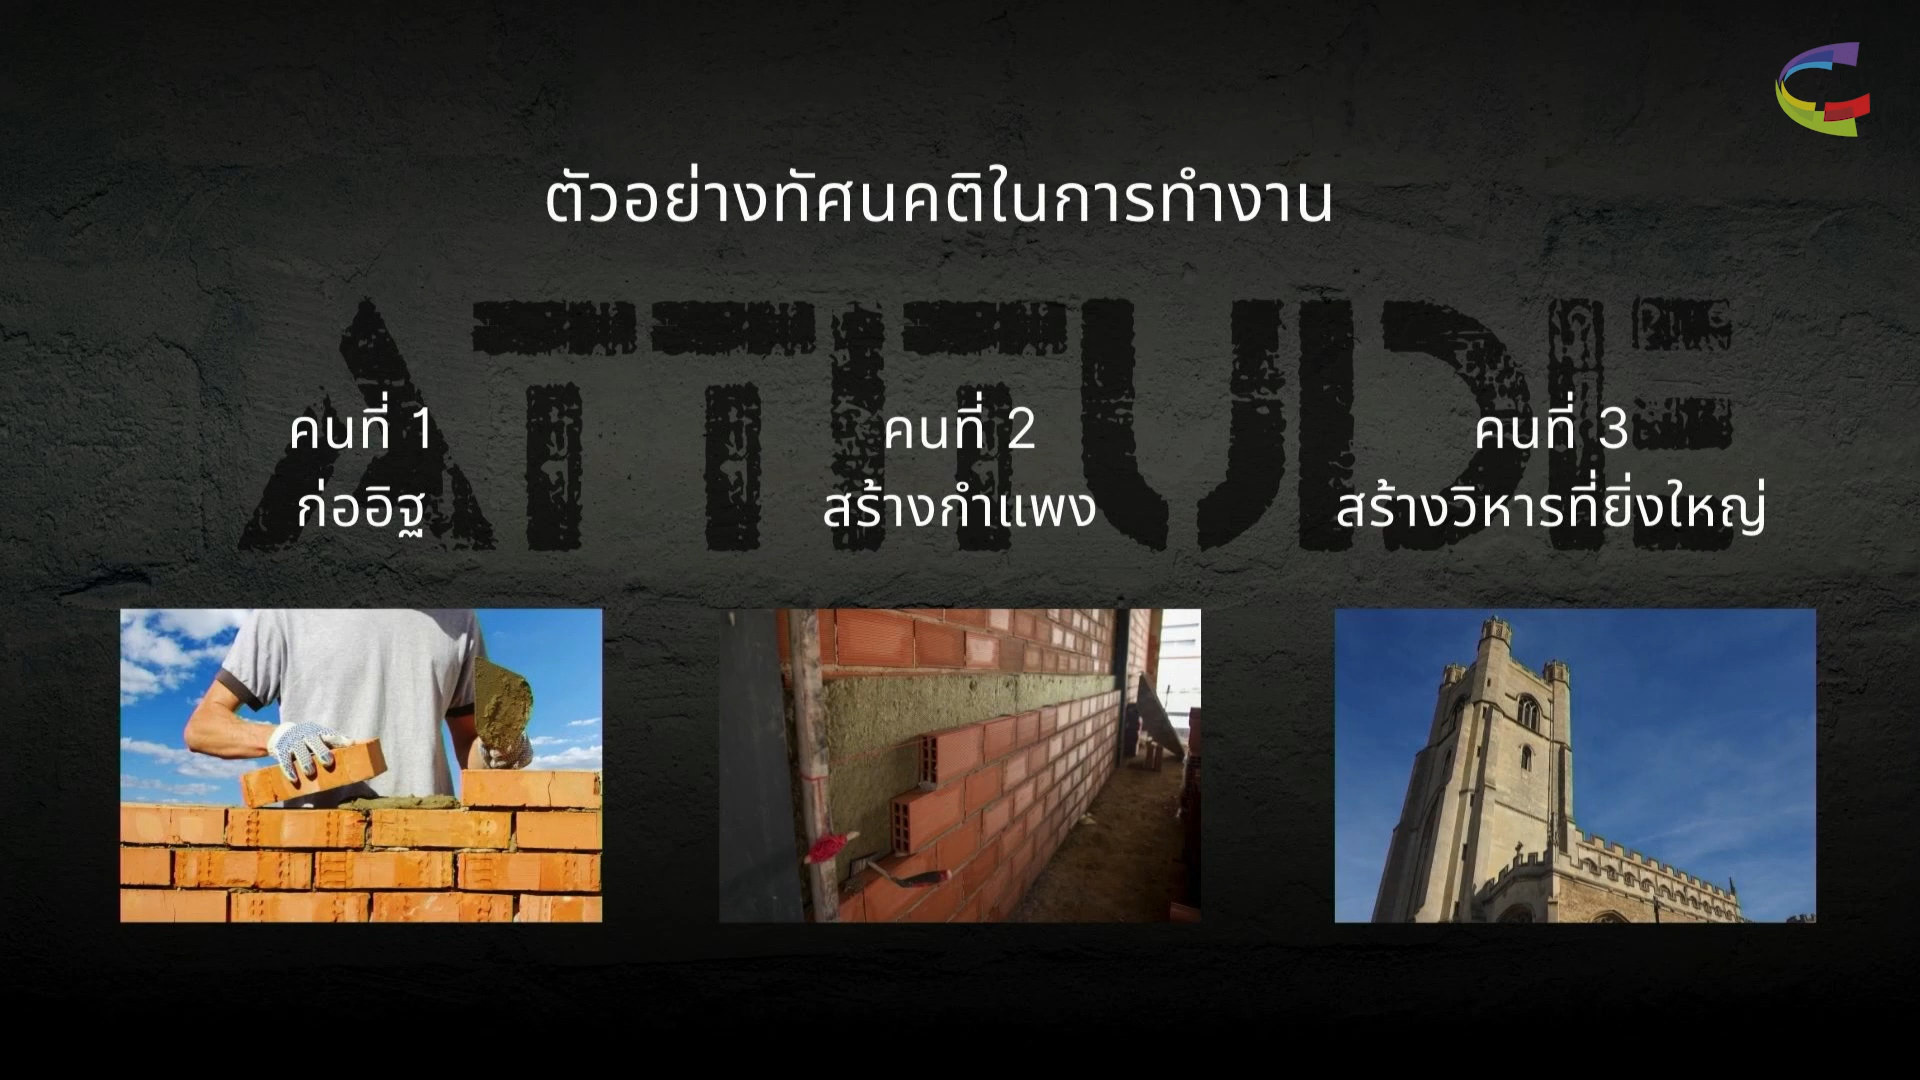 ตัวอย่างทัศนคติในการทำงาน
ATTITUDE
คนที่ 1
ก่ออิฐ
คนที่ 2
สร้างกำแพง
คนที่ 3
สร้างวิหารที่ยิ่งใหญ่